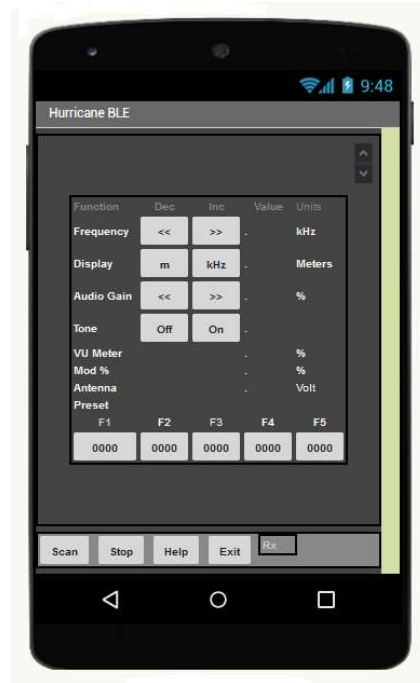 9:48
Hurricane BLE
Function Dec Inc Value Units
Frequency << >> . kHz
Display m kHz . Meters
Audio Gain << >> . %
Tone Off On .
VU Meter . %
Mod % . %
Antenna . Volt
Preset
F1 F2 F3 F4 F5
0000 0000 0000 0000 0000
Scan Stop Help Exit Rx .